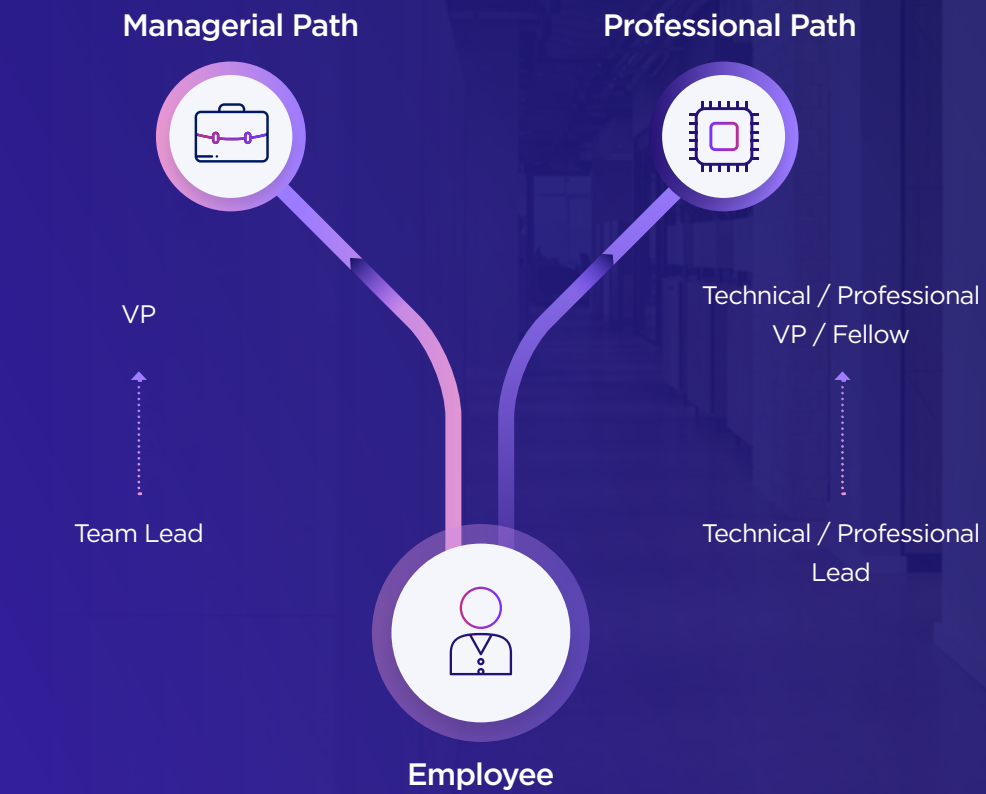 Managerial Path
Professional Path
VP
Technical / Professional
VP / Fellow
Team Lead
Technical / Professional
Lead
Employee